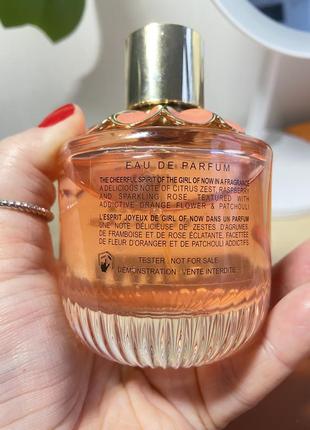 EAU DE PARFUM
THE CHEERFUL SPIRIT OF THE GIRL OF NOW IN A FRAGRANCE
A DELICIOUS NOTE OF CITRUS ZEST, RASPBERRY
AND SPARKLING ROSE, TEXTURED WITH
ADDICTIVE ORANGE FLOWER & PATCHOULI
L'ESPRIT JOYEUX DE GIRL OF NOW DANS UN PARFUM
UNE NOTE DÉLICIEUSE DE ZESTES D'AGRUMES,
DE FRAMBOISE ET DE ROSE ÉCLATANTE, FACETTÉE
DE FLEUR D'ORANGER ET DE PATCHOULI ADDICTIFS
TESTER NOT FOR SALE
DÉMONSTRATION VENTE INTERDITE